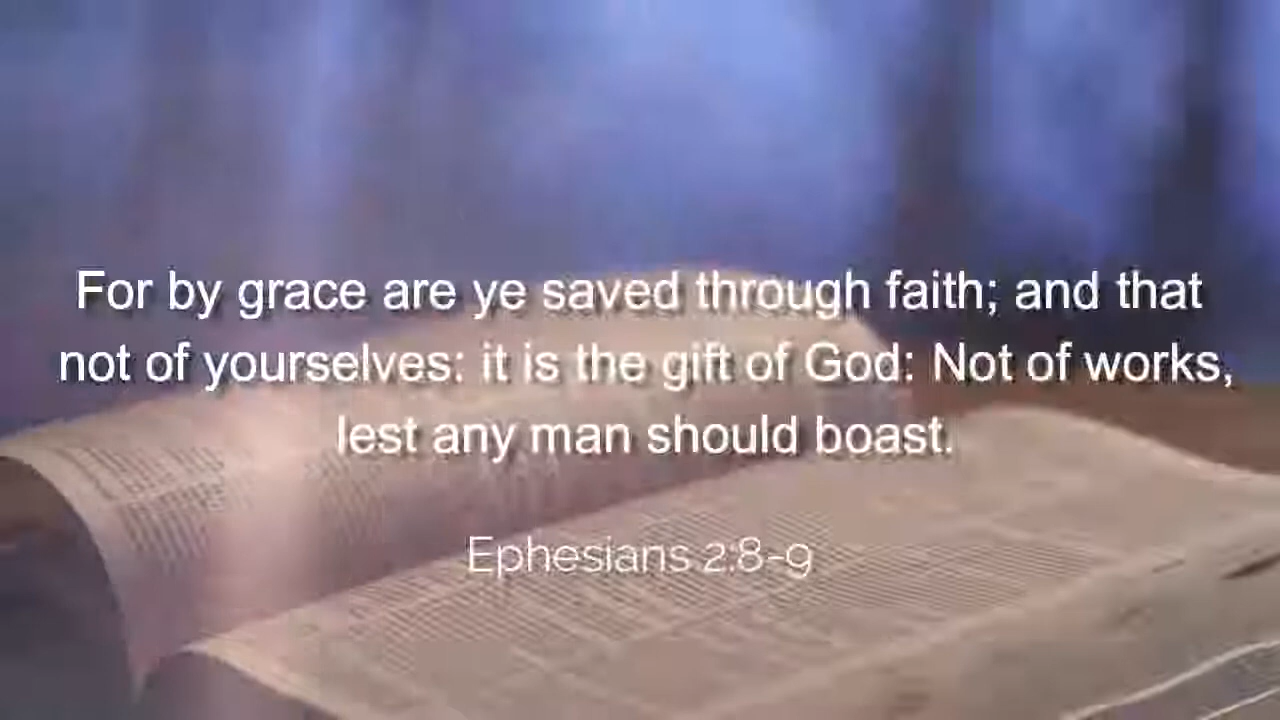 For by grace are ye saved through faith; and that
not of yourselves: it is the gift of God: Not of works,
lest any man should boast.
Ephesians 2:8-9